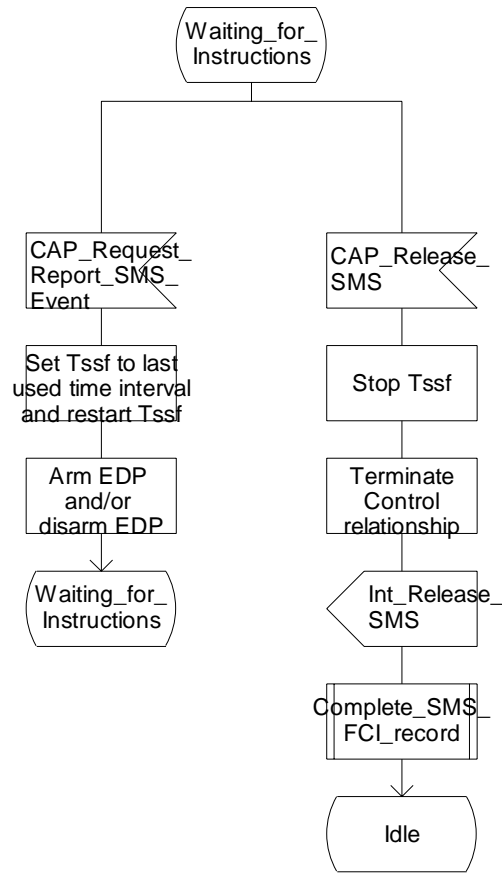 Waiting_for_
Instructions
CAP_Request_
Report_SMS_
Event
Set Tssf to last
used time interval
and restart Tssf
Arm EDP
and/or
disarm EDP
Waiting_for_
Instructions
CAP_Release_
SMS
Stop Tssf
Terminate
Control
relationship
Int_Release_
SMS
Complete_SMS_
FCI_record
Idle